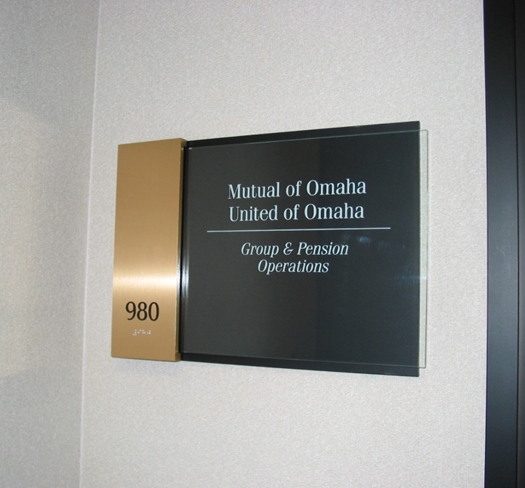 Mutual of Omaha
United of Omaha
Group & Pension
Operations
980